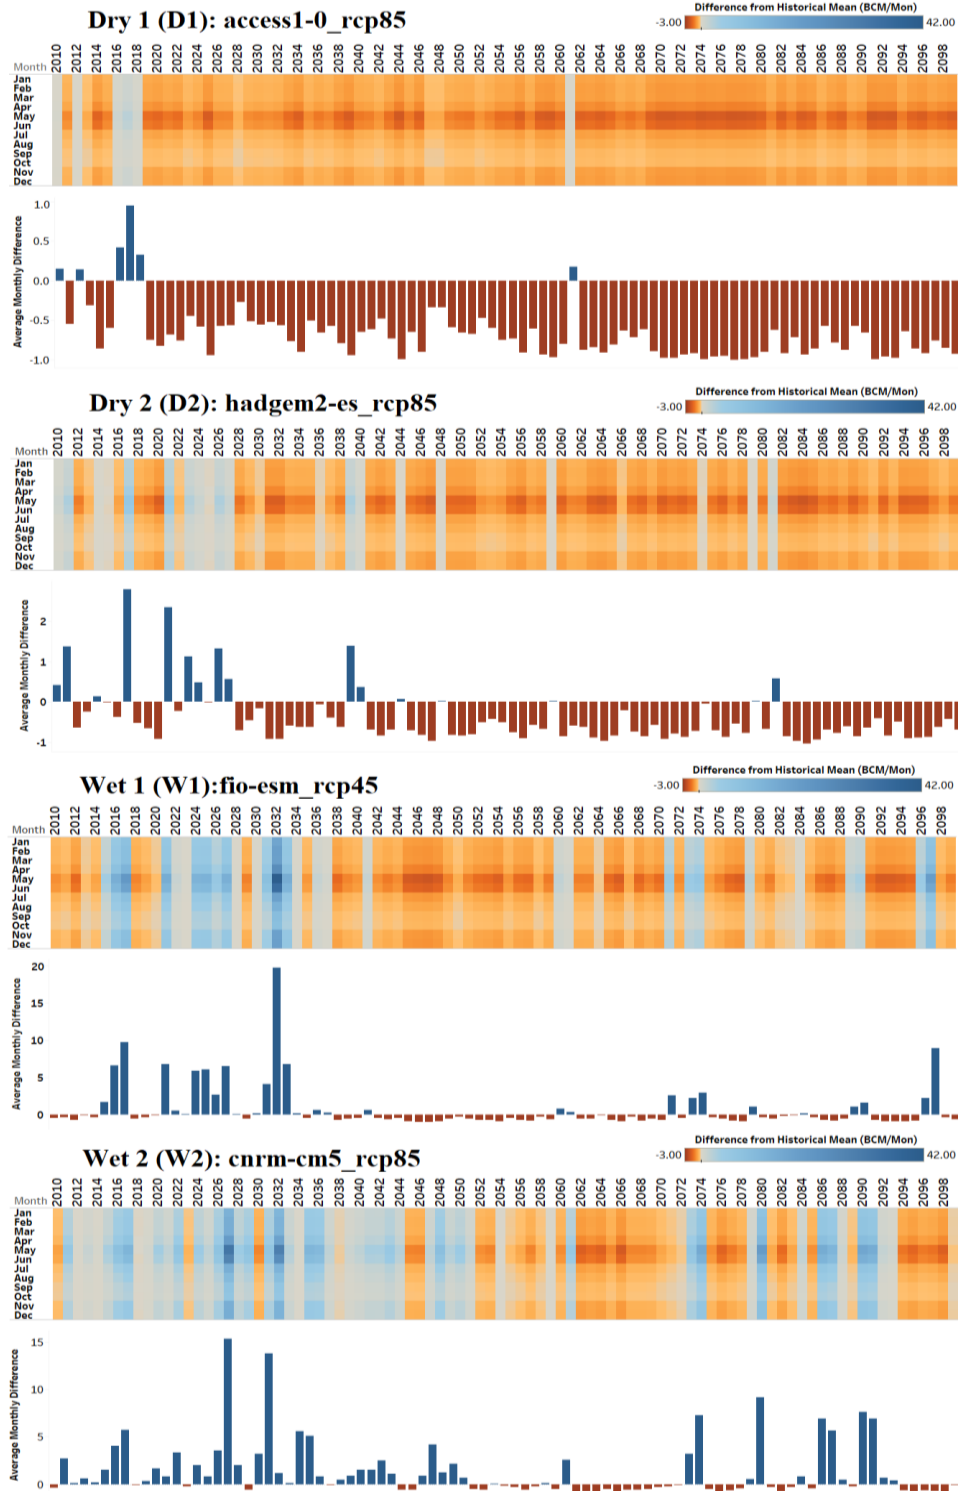 Dry 1 (D1): access1-0_rcp85
Difference from Historical Mean (BCM/Mon)
-3.00 42.00
Month 2010 2012 2014 2016 2018 2020 2022 2024 2026 2028 2030 2032 2034 2036 2038 2040 2042 2044 2046 2048 2050 2052 2054 2056 2058 2060 2062 2064 2066 2068 2070 2072 2074 2076 2078 2080 2082 2084 2086 2088 2090 2092 2094 2096 2098
Jan
Feb
Mar
Apr
May
Jun
Jul
Aug
Sep
Oct
Nov
Dec
Average Monthly Difference
1.0
0.5
0.0
-0.5
-1.0
Dry 2 (D2): hadgem2-es_rcp85
Difference from Historical Mean (BCM/Mon)
-3.00 42.00
Month 2010 2012 2014 2016 2018 2020 2022 2024 2026 2028 2030 2032 2034 2036 2038 2040 2042 2044 2046 2048 2050 2052 2054 2056 2058 2060 2062 2064 2066 2068 2070 2072 2074 2076 2078 2080 2082 2084 2086 2088 2090 2092 2094 2096 2098
Jan
Feb
Mar
Apr
May
Jun
Jul
Aug
Sep
Oct
Nov
Dec
Average Monthly Difference
2
1
0
-1
Wet 1 (W1):fio-esm_rcp45
Difference from Historical Mean (BCM/Mon)
-3.00 42.00
Month 2010 2012 2014 2016 2018 2020 2022 2024 2026 2028 2030 2032 2034 2036 2038 2040 2042 2044 2046 2048 2050 2052 2054 2056 2058 2060 2062 2064 2066 2068 2070 2072 2074 2076 2078 2080 2082 2084 2086 2088 2090 2092 2094 2096 2098
Jan
Feb
Mar
Apr
May
Jun
Jul
Aug
Sep
Oct
Nov
Dec
Average Monthly Difference
20
15
10
5
0
Wet 2 (W2): cnrm-cm5_rcp85
Difference from Historical Mean (BCM/Mon)
-3.00 42.00
Month 2010 2012 2014 2016 2018 2020 2022 2024 2026 2028 2030 2032 2034 2036 2038 2040 2042 2044 2046 2048 2050 2052 2054 2056 2058 2060 2062 2064 2066 2068 2070 2072 2074 2076 2078 2080 2082 2084 2086 2088 2090 2092 2094 2096 2098
Jan
Feb
Mar
Apr
May
Jun
Jul
Aug
Sep
Oct
Nov
Dec
Average Monthly Difference
15
10
5
0